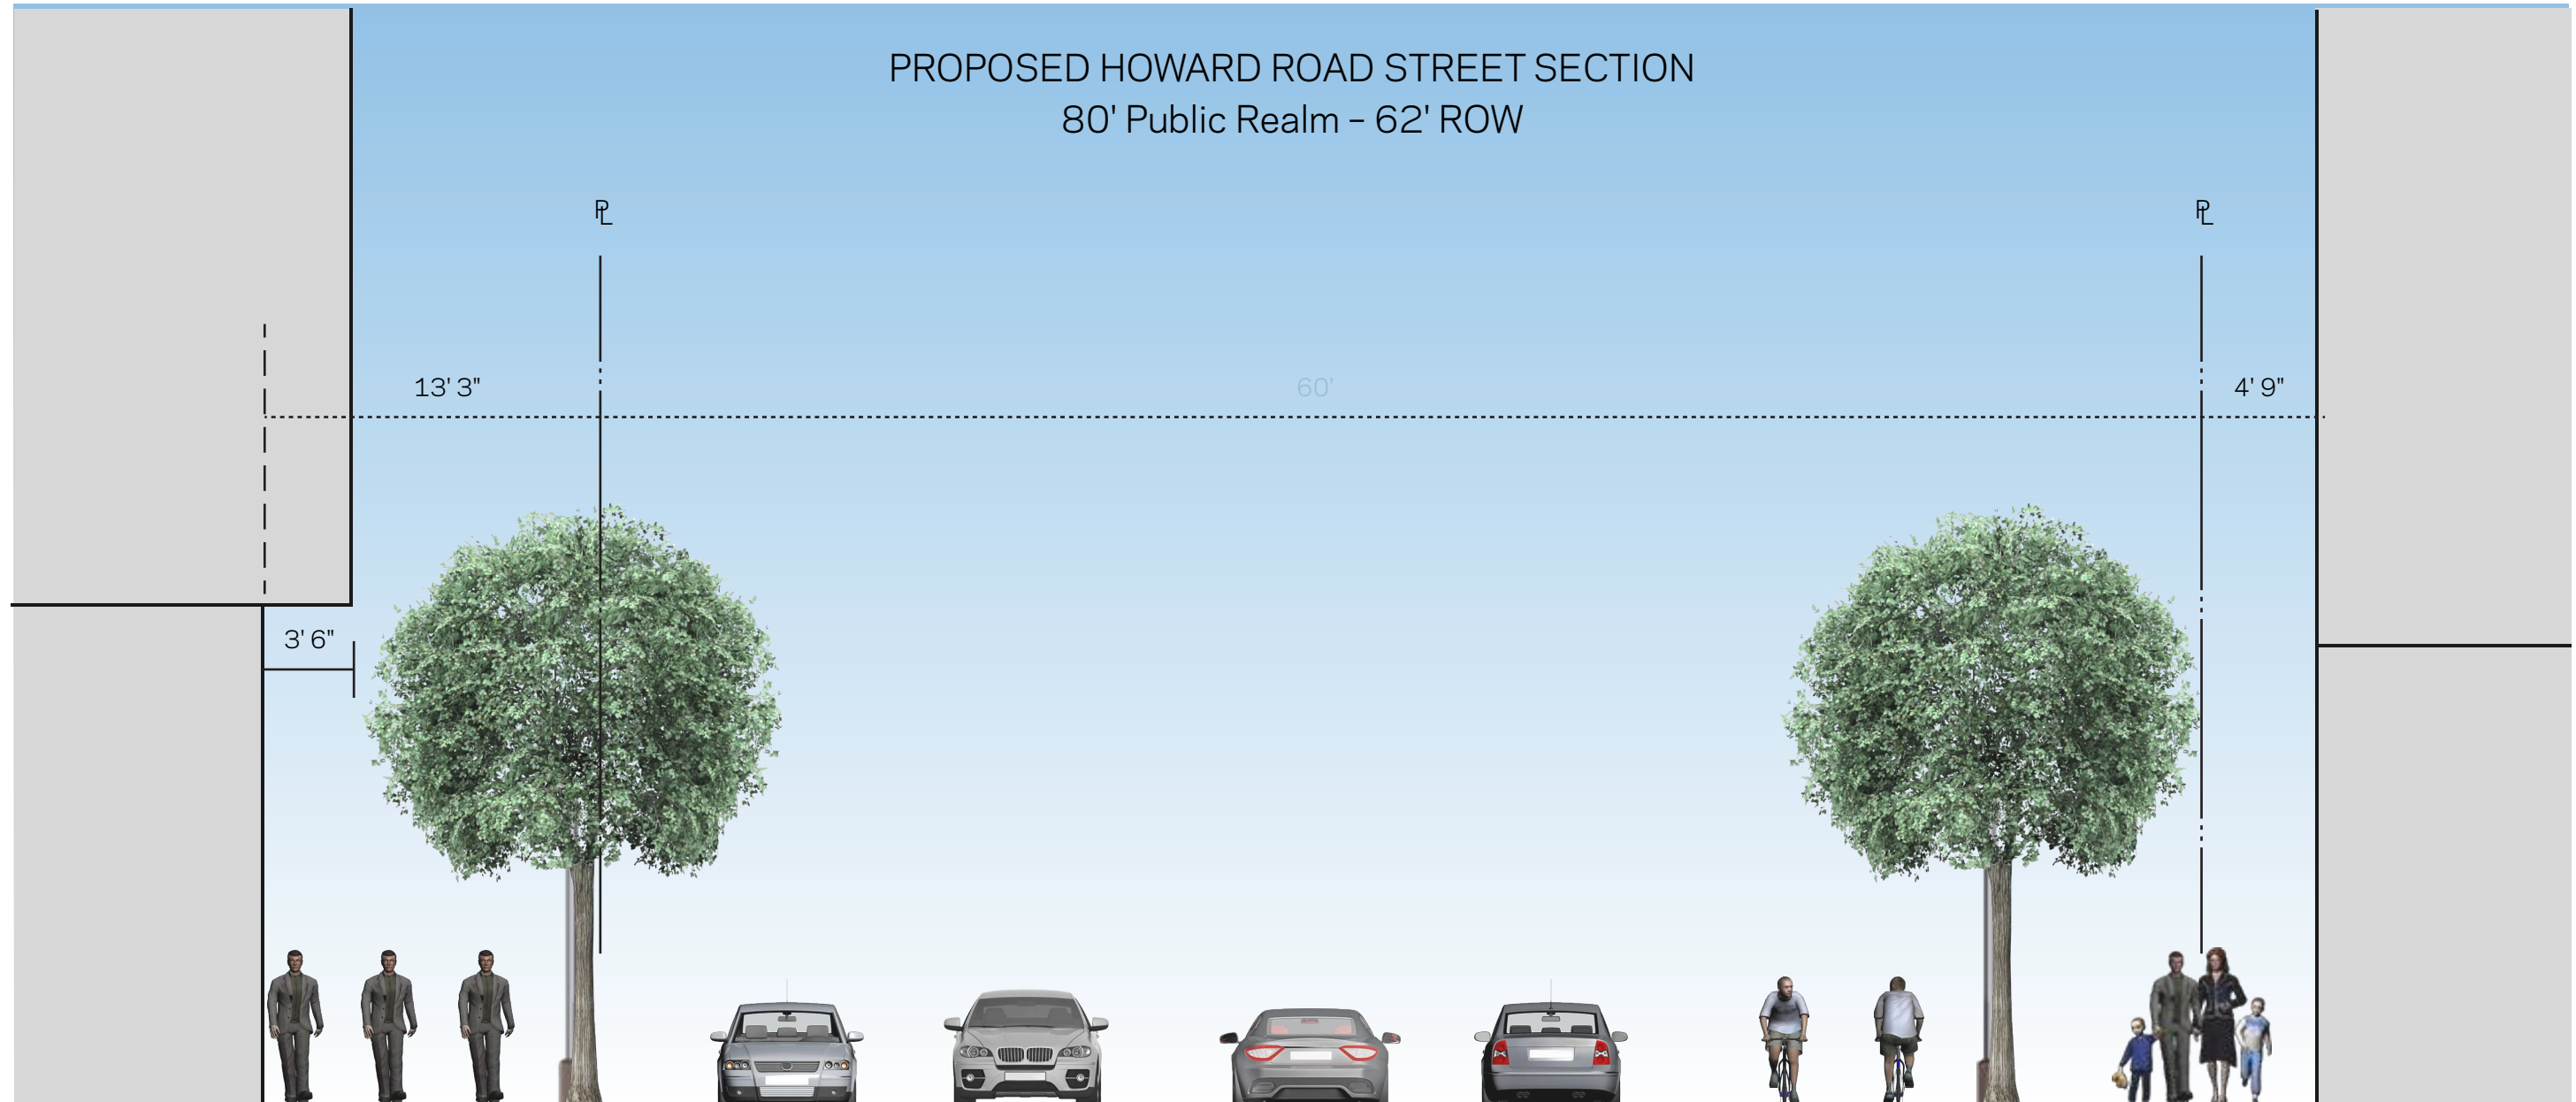 PROPOSED HOWARD ROAD STREET SECTION
80' Public Realm – 62' ROW
PL
PL
13' 3"
60'
4' 9"
3' 6"